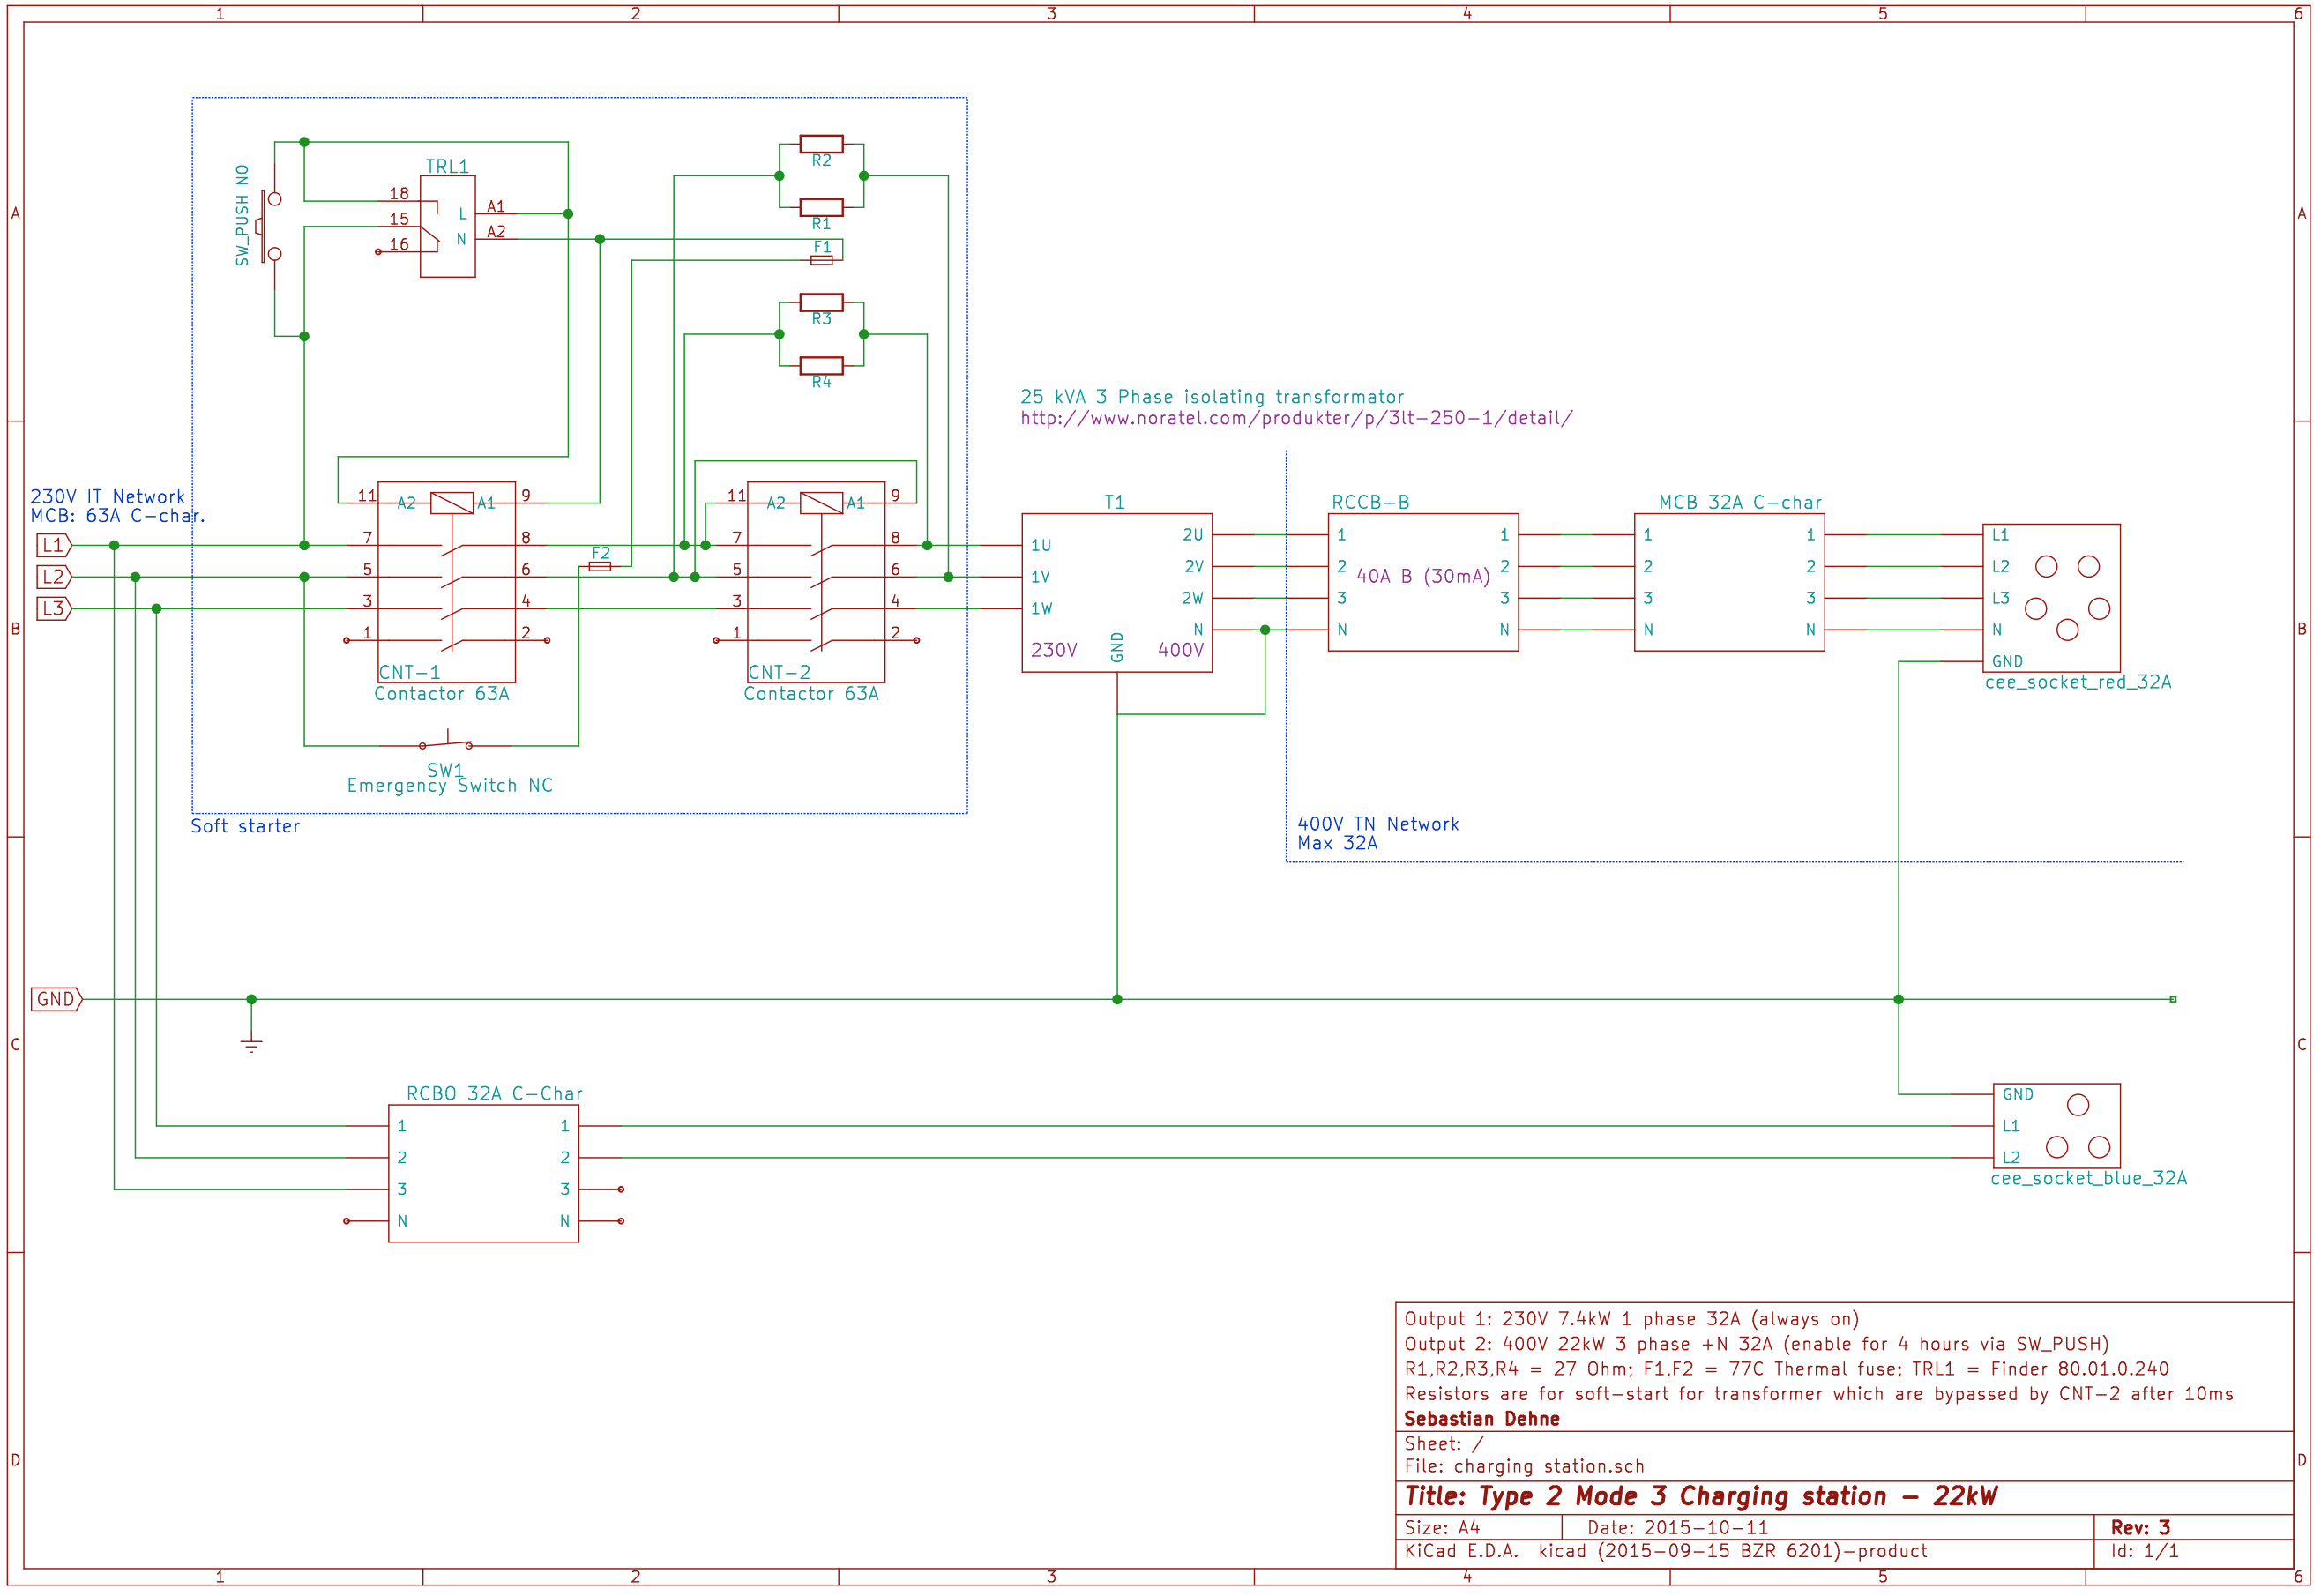 1 2 3 4 5 6
A A
B B
C C
D D
SW_PUSH NO
TRL1
18
15
16
L
N
A1
A2
R2
R1
F1
R3
R4
25 kVA 3 Phase isolating transformator
http://www.noratel.com/produkter/p/3lt-250-1/detail/
230V IT Network
MCB: 63A C-char.
L1
L2
L3
11 A2 A1 9
7 8
5 6
3 4
1 2
CNT-1
Contactor 63A
F2
11 A2 A1 9
7 8
5 6
3 4
1 2
CNT-2
Contactor 63A
SW1
Emergency Switch NC
Soft starter
T1
1U 2U
1V 2V
1W 2W
N
230V GND 400V
RCCB-B
1 1
2 2
40A B (30mA)
3 3
N N
MCB 32A C-char
1 1
2 2
3 3
N N
L1
L2
L3
N
GND
cee_socket_red_32A
400V TN Network
Max 32A
GND
RCBO 32A C-Char
1 1
2 2
3 3
N N
GND
L1
L2
cee_socket_blue_32A
Output 1: 230V 7.4kW 1 phase 32A (always on)
Output 2: 400V 22kW 3 phase +N 32A (enable for 4 hours via SW_PUSH)
R1,R2,R3,R4 = 27 Ohm; F1,F2 = 77C Thermal fuse; TRL1 = Finder 80.01.0.240
Resistors are for soft-start for transformer which are bypassed by CNT-2 after 10ms
Sebastian Dehne
Sheet: /
File: charging station.sch
Title: Type 2 Mode 3 Charging station - 22kW
Size: A4 Date: 2015-10-11 Rev: 3
KiCad E.D.A. kicad (2015-09-15 BZR 6201)-product Id: 1/1
1 2 3 4 5 6